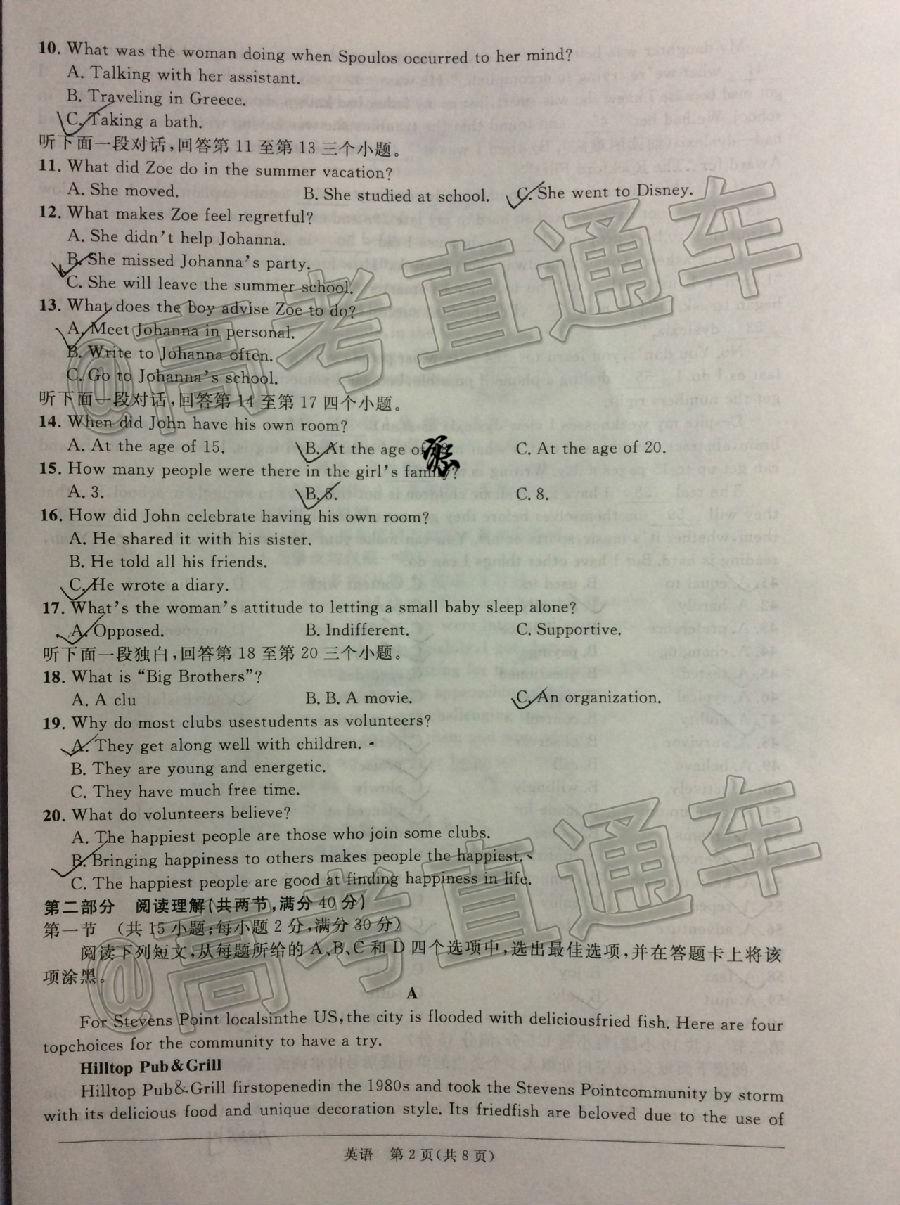 10. What was the woman doing when Spoulos occurred to her mind?
A. Talking with her assistant.
B. Traveling in Greece.
C. Taking a bath.
听下面一段对话,回答第 11 至第 13 三个小题。
11. What did Zoe do in the summer vacation?
A. She moved. B. She studied at school. C. She went to Disney.
12. What makes Zoe feel regretful?
A. She didn't help Johanna.
B. She missed Johanna's party.
C. She will leave the summer school.
13. What does the boy advise Zoe to do?
A. Meet Johanna in personal.
B. Write to Johanna often.
C. Go to Johanna's school.
听下面一段对话,回答第 14 至第 17 四个小题。
14. When did John have his own room?
A. At the age of 15. B. At the age of C. At the age of 20.
15. How many people were there in the girl's family?
A. 3. B. 5. C. 8.
16. How did John celebrate having his own room?
A. He shared it with his sister.
B. He told all his friends.
C. He wrote a diary.
17. What's the woman's attitude to letting a small baby sleep alone?
A. Opposed. B. Indifferent. C. Supportive.
听下面一段独白,回答第 18 至第 20 三个小题。
18. What is “Big Brothers”?
A. A clu B. B. A movie. C. An organization.
19. Why do most clubs usestudents as volunteers?
A. They get along well with children.
B. They are young and energetic.
C. They have much free time.
20. What do volunteers believe?
A. The happiest people are those who join some clubs.
B. Bringing happiness to others makes people the happiest.
C. The happiest people are good at finding happiness in life.
第二部分 阅读理解(共两节,满分 40 分)
第一节 (共 15 小题;每小题 2 分,满分 30 分)
阅读下列短文,从每题所给的 A、B、C 和 D 四个选项中,选出最佳选项,并在答题卡上将该
项涂黑。
A
For Stevens Point localsinthe US, the city is flooded with deliciousfried fish. Here are four
topchoices for the community to have a try.
Hilltop Pub&Grill
Hilltop Pub&Grill firstopenedin the 1980s and took the Stevens Pointcommunity by storm
with its delicious food and unique decoration style. Its friedfish are beloved due to the use of
英语 第 2 页(共 8 页)
@高考直通车
@高考直通车